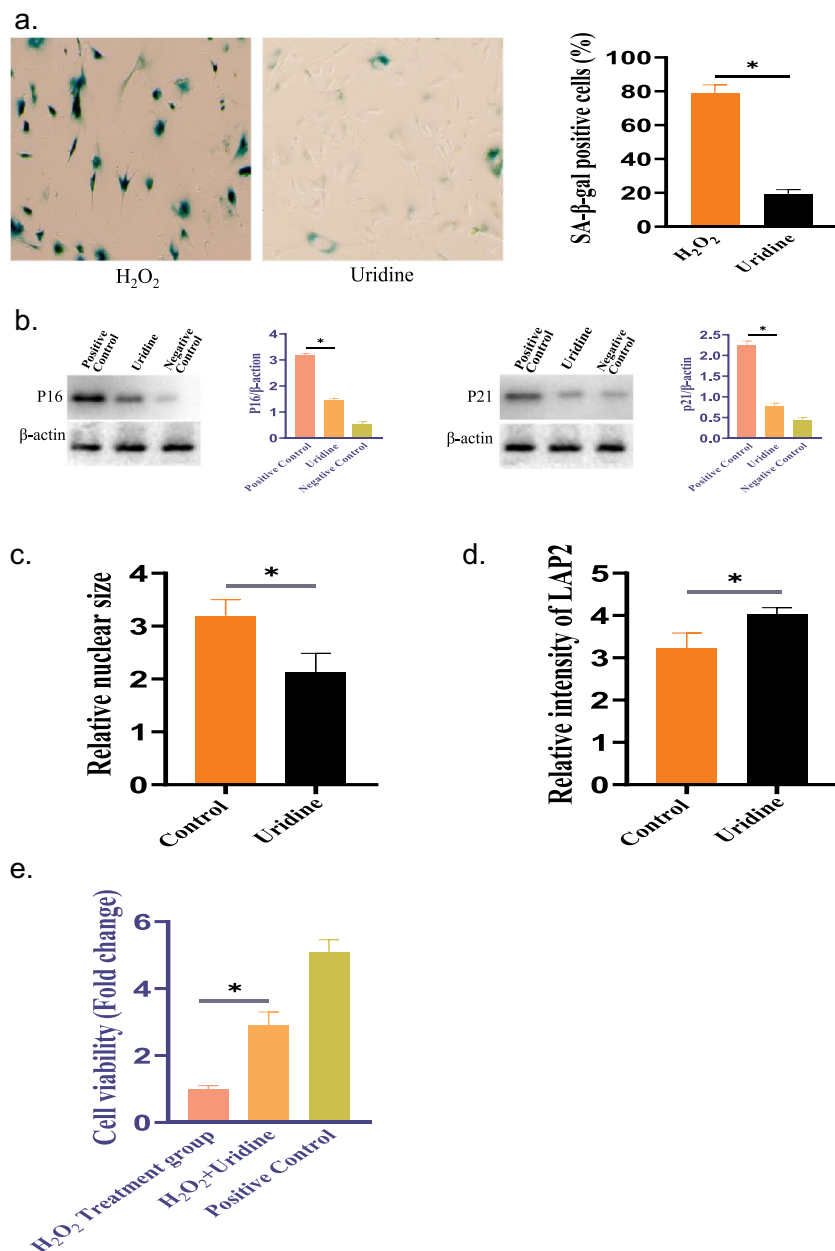 a.
H₂O₂
Uridine
SA-β-gal positive cells (%)
100
80
60
40
20
0
*
H₂O₂
Uridine
b.
Positive
Control
Uridine
Negative
Control
P16
β-actin
P16/β-action
4
3
2
1
0
*
Positive Control
Uridine
Negative Control
Positive
Control
Uridine
Negative
Control
P21
β-actin
p21/β-action
2.5
2.0
1.5
1.0
0.5
0.0
*
Positive Control
Uridine
Negative Control
c.
Relative nuclear size
4
3
2
1
0
*
Control
Uridine
d.
Relative intensity of LAP2
5
4
3
2
1
0
*
Control
Uridine
e.
Cell viability (Fold change)
6
4
2
0
*
H₂O₂ Treatment group
H₂O₂+Uridine
Positive Control